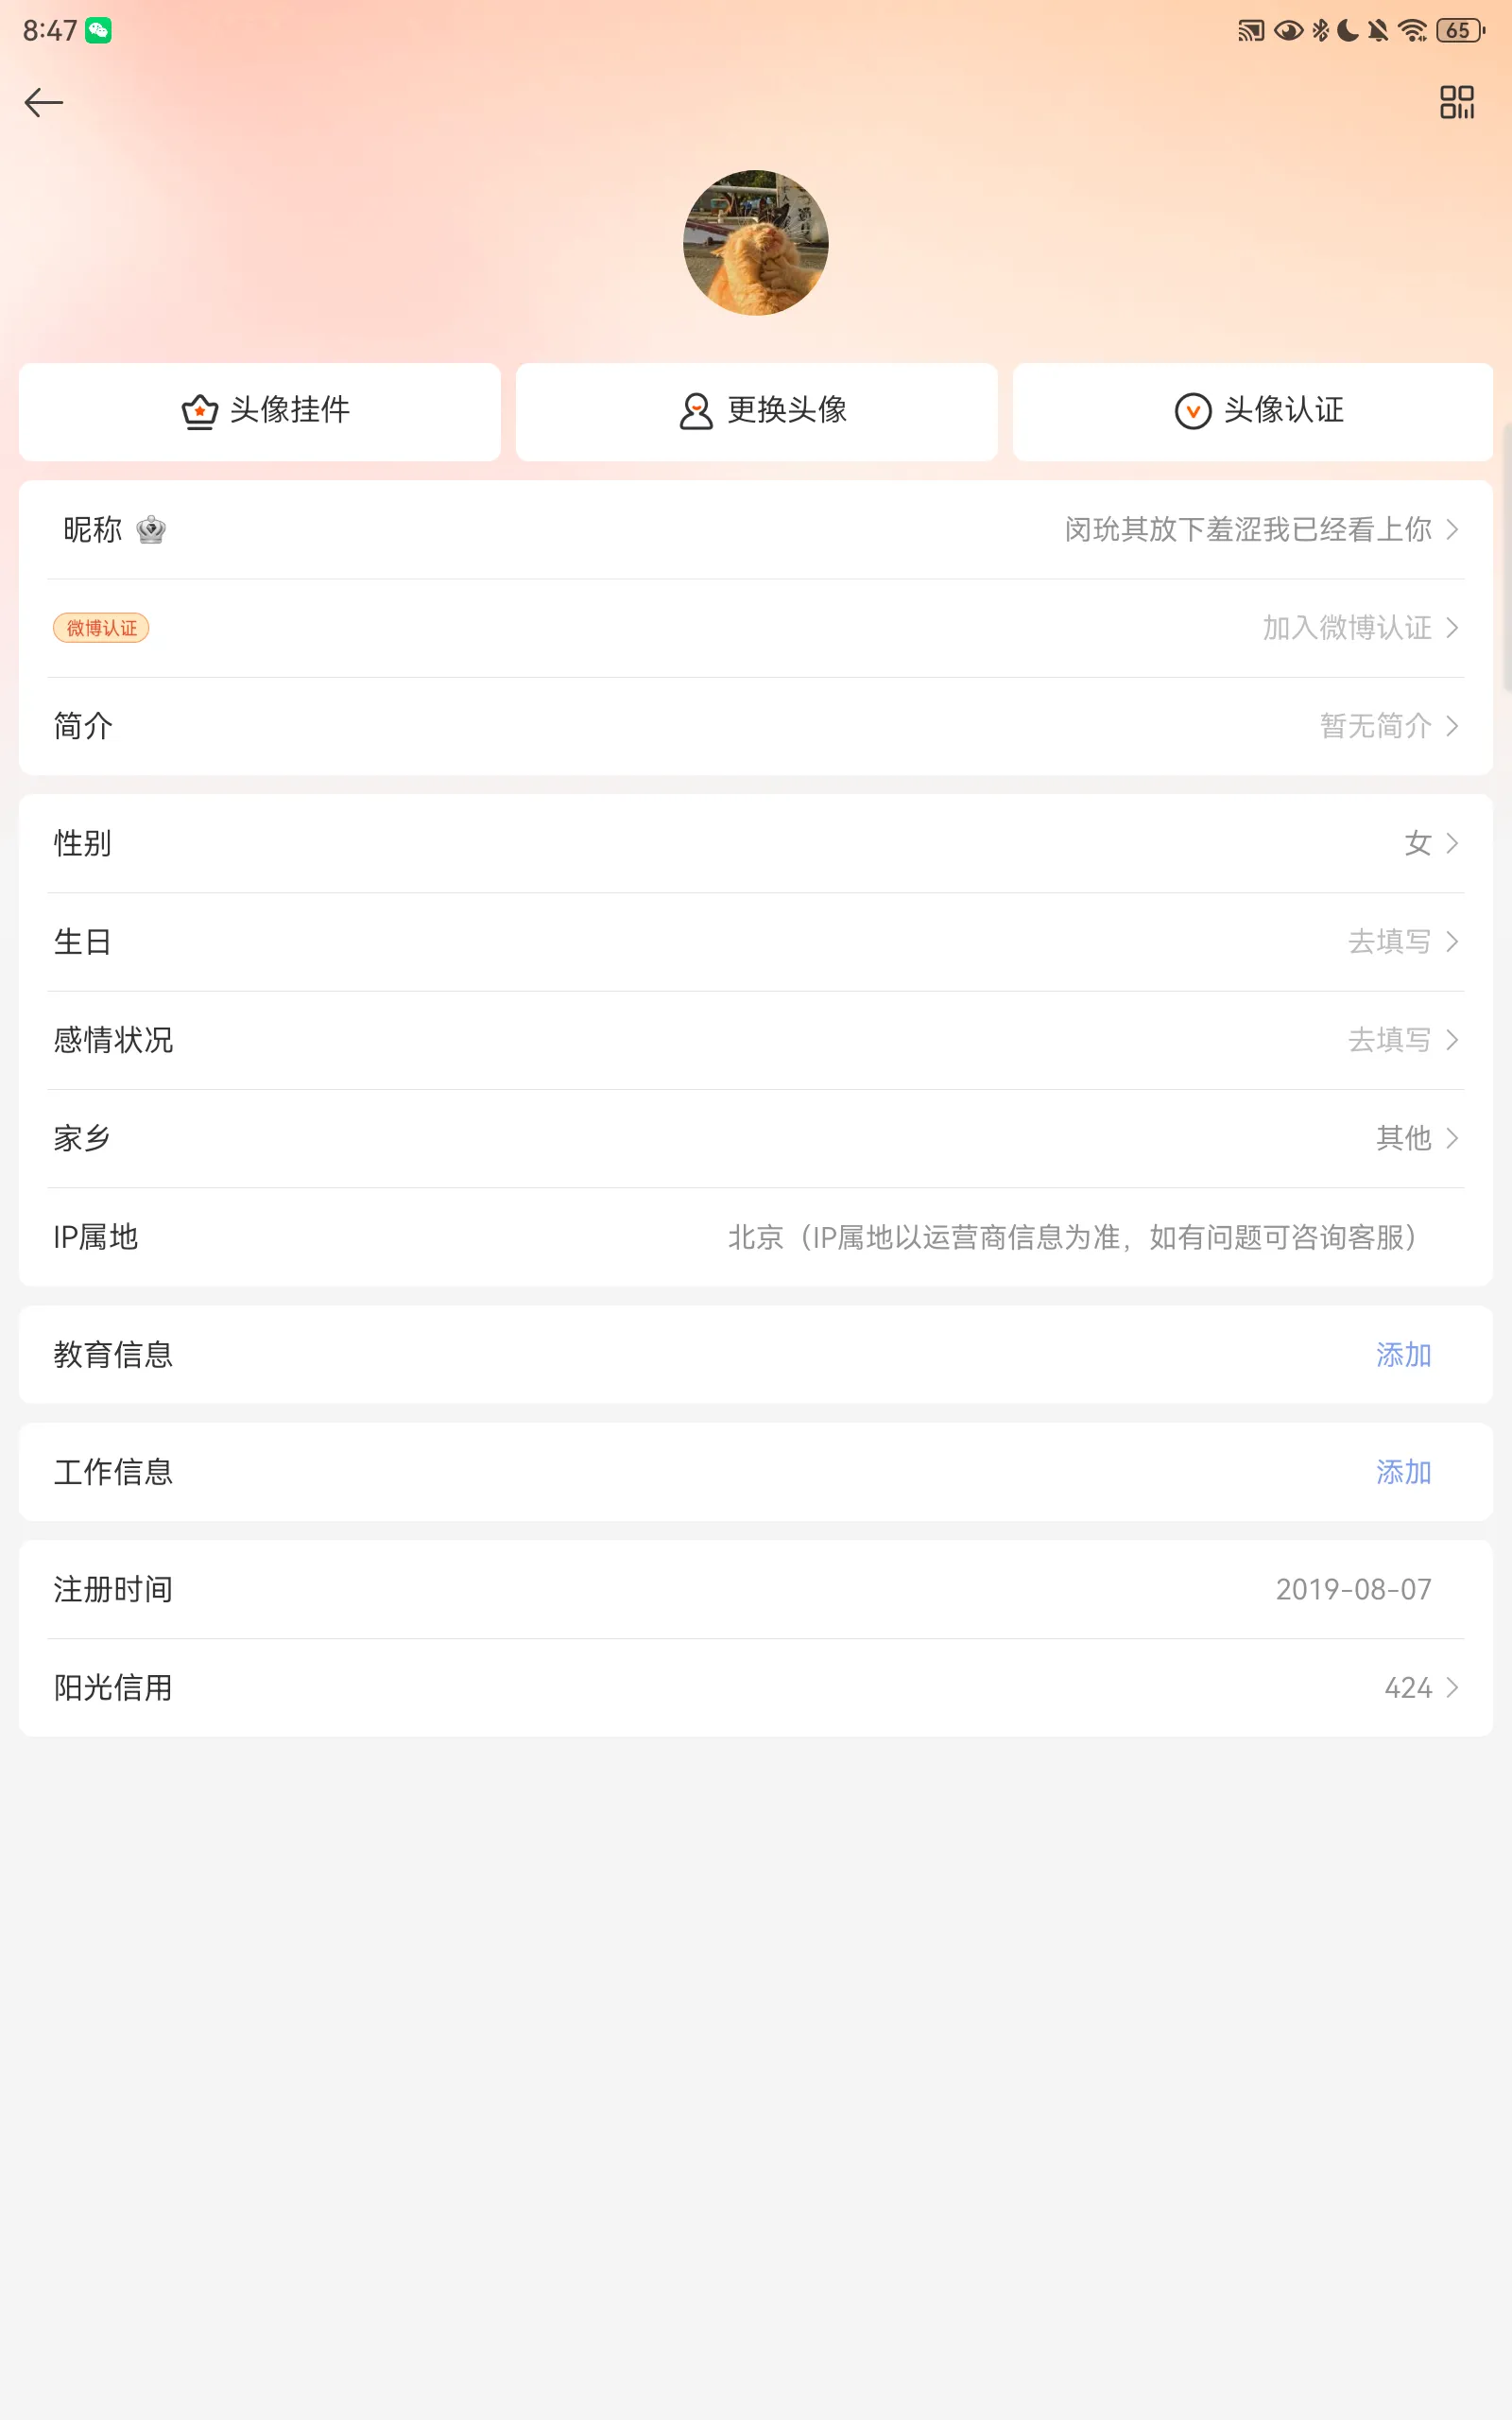 8:47
65
头像挂件
更换头像
头像认证
昵称
闵玧其放下羞涩我已经看上你
微博认证
加入微博认证
简介
暂无简介
性别
女
生日
去填写
感情状况
去填写
家乡
其他
IP属地
北京（IP属地以运营商信息为准，如有问题可咨询客服）
教育信息
添加
工作信息
添加
注册时间
2019-08-07
阳光信用
424